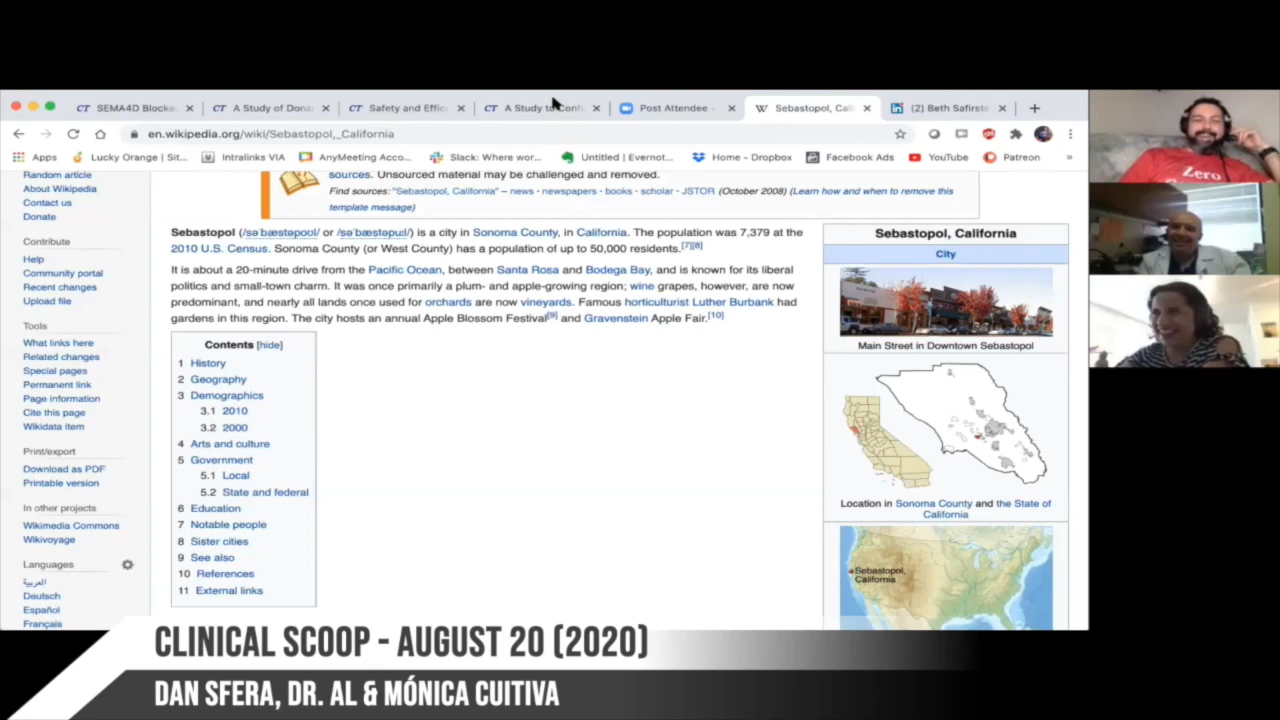 SEMA4D Blocka
A Study of Dona
Safety and Effic
A Study to Conf
Post Attendee -
Sebastopol, Cali
(2) Beth Safirste
en.wikipedia.org/wiki/Sebastopol,_California
Apps
Lucky Orange | Sit...
Intralinks VIA
AnyMeeting Acco...
Slack: Where wor...
Untitled | Evernot...
Home - Dropbox
Facebook Ads
YouTube
Patreon
»
Random article
About Wikipedia
Contact us
Donate
Contribute
Help
Community portal
Recent changes
Upload file
Tools
What links here
Related changes
Special pages
Permanent link
Page information
Cite this page
Wikidata item
Print/export
Download as PDF
Printable version
In other projects
Wikimedia Commons
Wikivoyage
Languages
العربية
Deutsch
Español
Français
sources. Unsourced material may be challenged and removed.
Find sources: "Sebastopol, California" – news · newspapers · books · scholar · JSTOR (October 2008) (Learn how and when to remove this
template message)
Sebastopol (/səˈbæstəpoʊl/ or /səˈbæstəpuːl/) is a city in Sonoma County, in California. The population was 7,379 at the
2010 U.S. Census. Sonoma County (or West County) has a population of up to 50,000 residents.[7][8]
It is about a 20-minute drive from the Pacific Ocean, between Santa Rosa and Bodega Bay, and is known for its liberal
politics and small-town charm. It was once primarily a plum- and apple-growing region; wine grapes, however, are now
predominant, and nearly all lands once used for orchards are now vineyards. Famous horticulturist Luther Burbank had
gardens in this region. The city hosts an annual Apple Blossom Festival[9] and Gravenstein Apple Fair.[10]
Contents [hide]
1 History
2 Geography
3 Demographics
3.1 2010
3.2 2000
4 Arts and culture
5 Government
5.1 Local
5.2 State and federal
6 Education
7 Notable people
8 Sister cities
9 See also
10 References
11 External links
Sebastopol, California
City
Main Street in Downtown Sebastopol
Location in Sonoma County and the State of
California
Sebastopol,
California
Zero
CLINICAL SCOOP - AUGUST 20 (2020)
DAN SFERA, DR. AL & MÓNICA CUITIVA